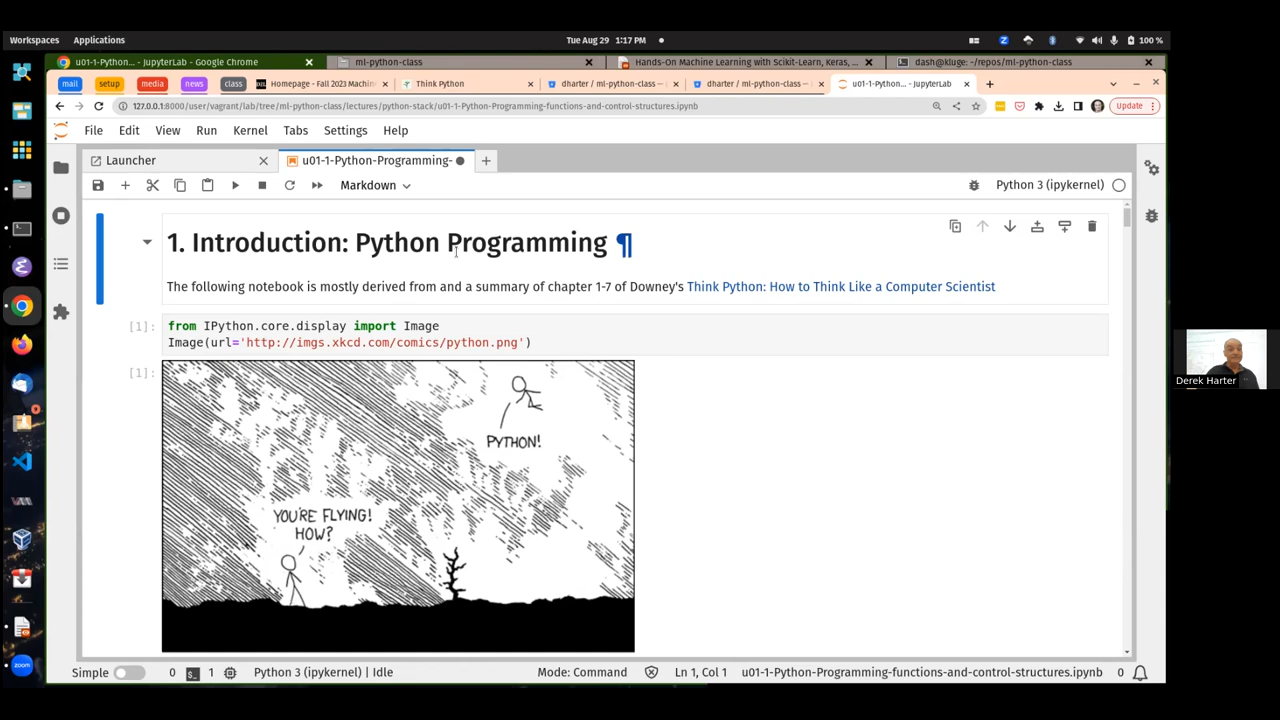 Workspaces Applications Tue Aug 29 1:17 PM 100 %
u01-1-Python... - JupyterLab - Google Chrome × ml-python-class × Hands-On Machine Learning with Scikit-Learn, Keras, ... × dash@kluge: ~/repos/ml-python-class ×
mail setup media news class Homepage - Fall 2023 Machin × Think Python × dharter / ml-python-class — × dharter / ml-python-class — × u01-1-Python... - JupyterLab × +
127.0.0.1:8000/user/vagrant/lab/tree/ml-python-class/lectures/python-stack/u01-1-Python-Programming-functions-and-control-structures.ipynb Update
File Edit View Run Kernel Tabs Settings Help
Launcher × u01-1-Python-Programming- +
Markdown Python 3 (ipykernel)
1. Introduction: Python Programming ¶
The following notebook is mostly derived from and a summary of chapter 1-7 of Downey's Think Python: How to Think Like a Computer Scientist
[1]: from IPython.core.display import Image
Image(url='http://imgs.xkcd.com/comics/python.png')
[1]:
PYTHON!
YOU'RE FLYING!
HOW?
Derek Harter
zoom
Simple 0 1 Python 3 (ipykernel) | Idle Mode: Command Ln 1, Col 1 u01-1-Python-Programming-functions-and-control-structures.ipynb 0